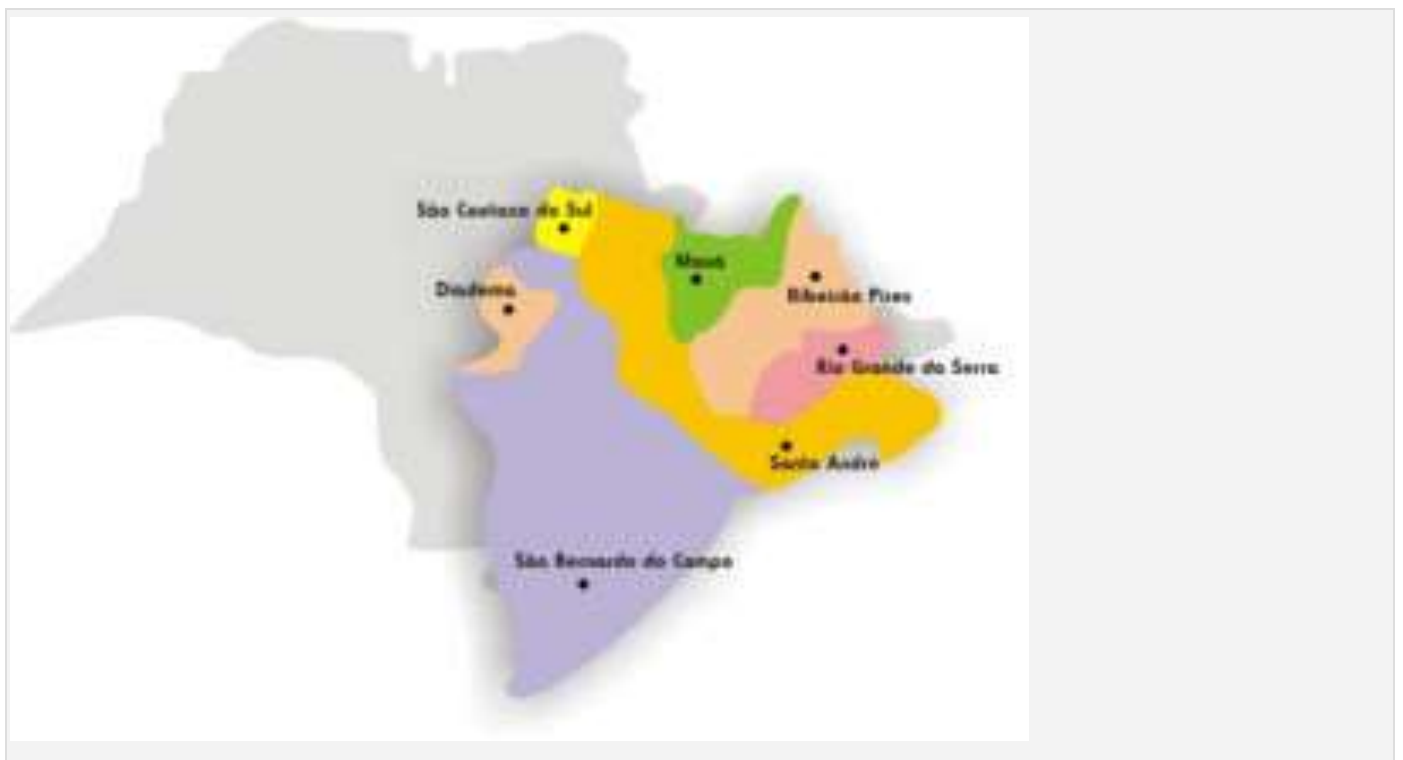 São Caetano do Sul
Mauá
Diadema
Ribeirão Pires
Rio Grande da Serra
Santo André
São Bernardo do Campo